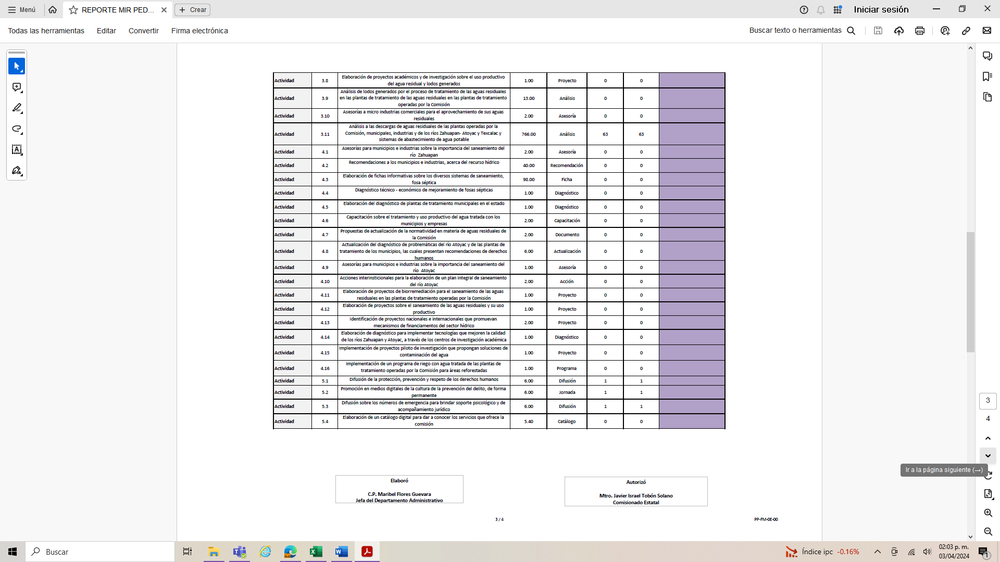 Menú
REPORTE MIR PED...
Crear
Iniciar sesión
Todas las herramientas
Editar
Convertir
Firma electrónica
Buscar texto o herramientas
Actividad 3.8 Elaboración de proyectos académicos y de investigación sobre el uso productivo
del agua residual y lodos generados 1.00 Proyecto 0 0
Actividad 3.9 Análisis de lodos generados por el proceso de tratamiento de las aguas residuales
en las plantas de tratamiento de las aguas residuales en las plantas de tratamiento
operadas por la Comisión 13.00 Análisis 0 0
Actividad 3.10 Asesorías a micro industrias comerciales para el aprovechamiento de sus aguas
residuales 2.00 Asesoría 0 0
Actividad 3.11 Análisis a las descargas de aguas residuales de las plantas operadas por la
Comisión, municipales, industrias y de los ríos Zahuapan- Atoyac y Texcalac y
sistemas de abastecimiento de agua potable 766.00 Análisis 63 63
Actividad 4.1 Asesorías para municipios e industrias sobre la importancia del saneamiento del
río Zahuapan 2.00 Asesoría 0 0
Actividad 4.2 Recomendaciones a los municipios e industrias, acerca del recurso hídrico 40.00 Recomendación 0 0
Actividad 4.3 Elaboración de fichas informativas sobre los diversos sistemas de saneamiento,
fosa séptica 98.00 Ficha 0 0
Actividad 4.4 Diagnóstico técnico - económico de mejoramiento de fosas sépticas 1.00 Diagnóstico 0 0
Actividad 4.5 Elaboración del diagnóstico de plantas de tratamiento municipales en el estado 1.00 Diagnóstico 0 0
Actividad 4.6 Capacitación sobre el tratamiento y uso productivo del agua tratada con los
municipios y empresas 2.00 Capacitación 0 0
Actividad 4.7 Propuestas de actualización de la normatividad en materia de aguas residuales de
la Comisión 2.00 Documento 0 0
Actividad 4.8 Actualización del diagnóstico de problemáticas del río Atoyac y de las plantas de
tratamiento de los municipios, las cuales presentan recomendaciones de derechos
humanos 6.00 Actualización 0 0
Actividad 4.9 Asesorías para municipios e industrias sobre la importancia del saneamiento del
río Atoyac 1.00 Asesoría 0 0
Actividad 4.10 Acciones interinsticionales para la elaboración de un plan integral de saneamiento
del río Atoyac 2.00 Acción 0 0
Actividad 4.11 Elaboración de proyectos de biorremediación para el saneamiento de las aguas
residuales en las plantas de tratamiento operadas por la Comisión 1.00 Proyecto 0 0
Actividad 4.12 Elaboración de proyectos sobre el saneamiento de las aguas residuales y su uso
productivo 1.00 Proyecto 0 0
Actividad 4.13 Identificación de proyectos nacionales e internacionales que promuevan
mecanismos de financiamientos del sector hídrico 2.00 Proyecto 0 0
Actividad 4.14 Elaboración de diagnóstico para implementar tecnologías que mejoren la calidad
de los ríos Zahuapan y Atoyac, a través de los centros de investigación académica 1.00 Diagnóstico 0 0
Actividad 4.15 Implementación de proyectos piloto de investigación que propongan soluciones de
contaminación del agua 1.00 Proyecto 0 0
Actividad 4.16 Implementación de un programa de riego con agua tratada de las plantas de
tratamiento operadas por la Comisión para áreas reforestadas 1.00 Programa 0 0
Actividad 5.1 Difusión de la protección, prevención y respeto de los derechos humanos 6.00 Difusión 1 1
Actividad 5.2 Promoción en medios digitales de la cultura de la prevención del delito, de forma
permanente 6.00 Jornada 1 1
Actividad 5.3 Difusión sobre los números de emergencia para brindar soporte psicológico y de
acompañamiento jurídico 6.00 Difusión 1 1
Actividad 5.4 Elaboración de un catálogo digital para dar a conocer los servicios que ofrece la
comisión 5.40 Catálogo 0 0
3
4
Ir a la página siguiente (→)
Elaboró
C.P. Maribel Flores Guevara
Jefa del Departamento Administrativo
Autorizó
Mtro. Javier Israel Tobón Solano
Comisionado Estatal
3 / 4
PP-FM-0E-00
Buscar
Índice ipc -0.16%
02:03 p. m.
03/04/2024
1